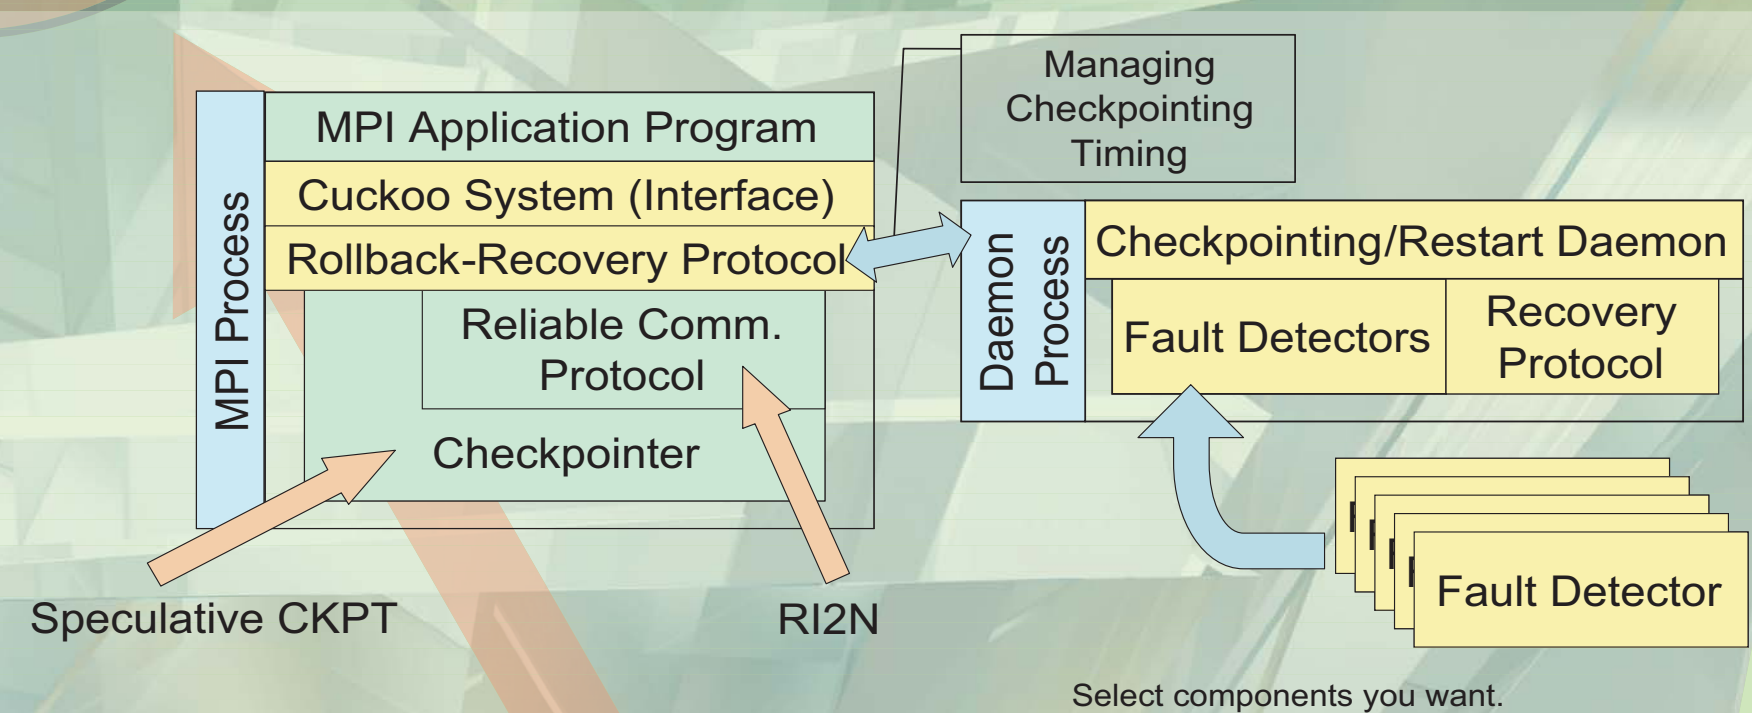 MPI Process
MPI Application Program
Cuckoo System (Interface)
Rollback-Recovery Protocol
Reliable Comm.
Protocol
Checkpointer
Speculative CKPT
RI2N
Managing
Checkpointing
Timing
Daemon
Process
Checkpointing/Restart Daemon
Fault Detectors
Recovery
Protocol
Fault Detector
Select components you want.